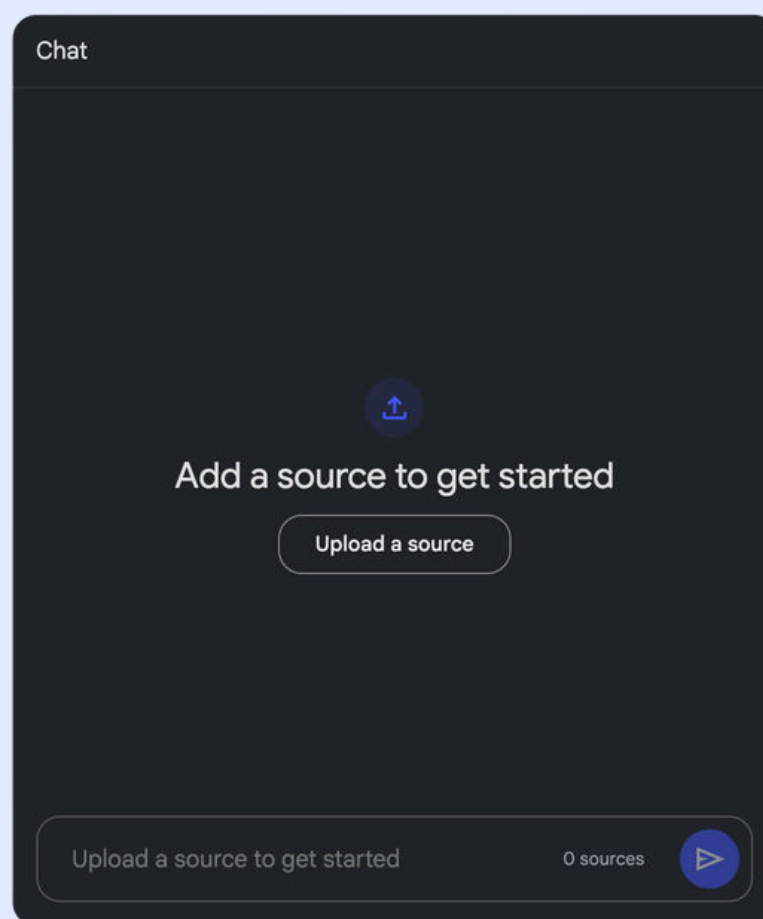 Chat
Add a source to get started
Upload a source
Upload a source to get started
0 sources